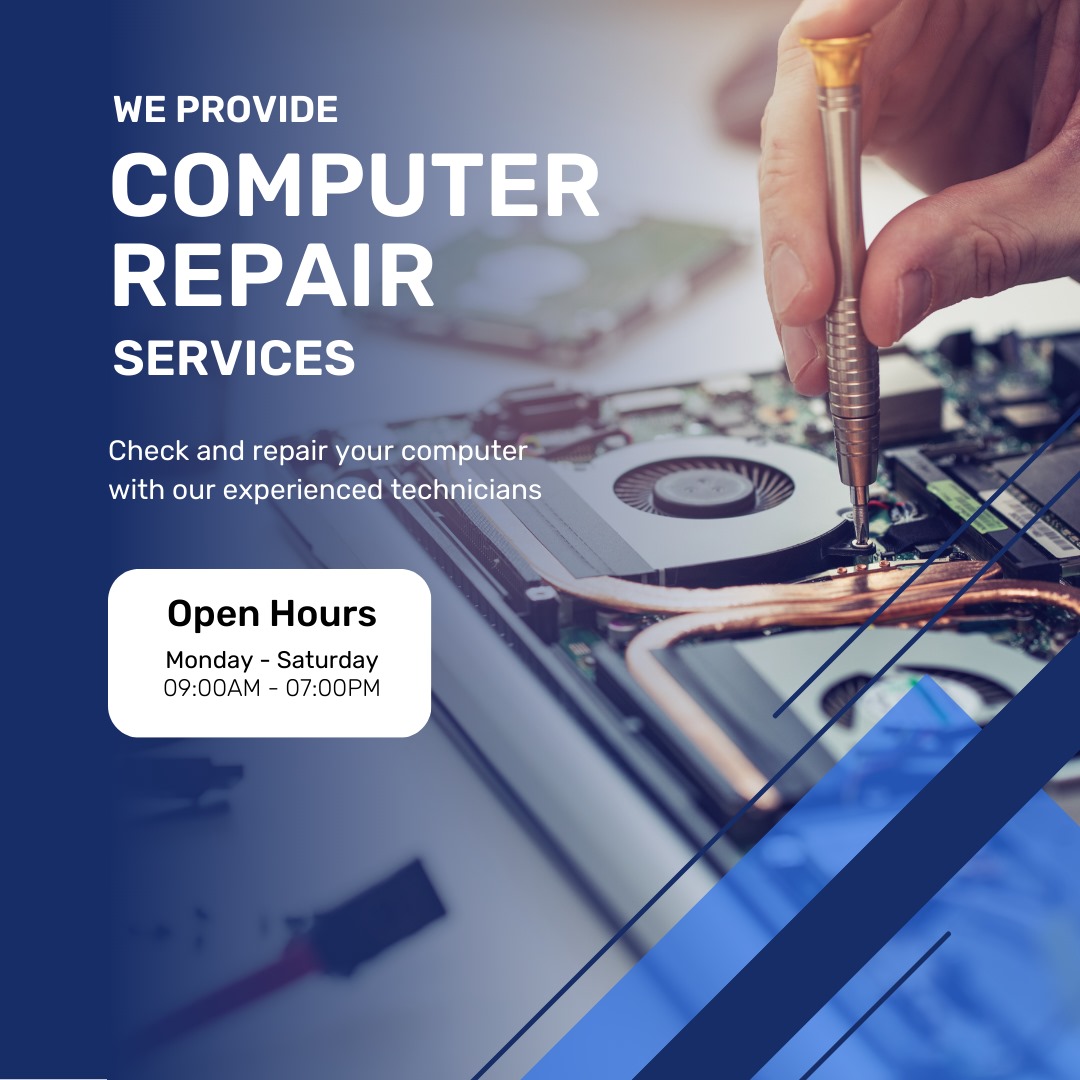 WE PROVIDE
COMPUTER
REPAIR
SERVICES
Check and repair your computer
with our experienced technicians
Open Hours
Monday - Saturday
09:00AM - 07:00PM